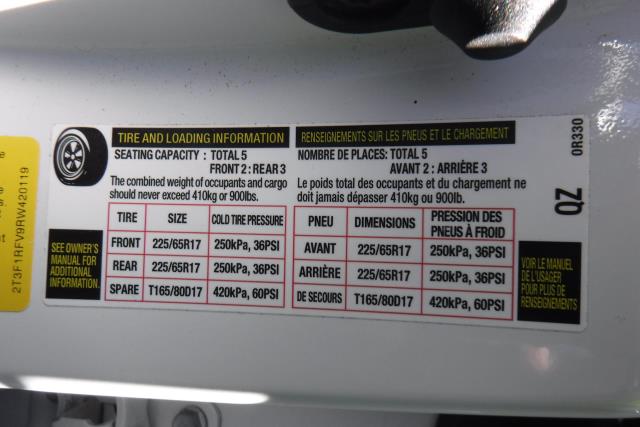 TIRE AND LOADING INFORMATION
SEATING CAPACITY : TOTAL 5
FRONT 2 : REAR 3
The combined weight of occupants and cargo
should never exceed 410kg or 900lbs.
SEE OWNER'S
MANUAL FOR
ADDITIONAL
INFORMATION.
TIRE SIZE COLD TIRE PRESSURE
FRONT 225/65R17 250kPa, 36PSI
REAR 225/65R17 250kPa, 36PSI
SPARE T165/80D17 420kPa, 60PSI
RENSEIGNEMENTS SUR LES PNEUS ET LE CHARGEMENT
NOMBRE DE PLACES: TOTAL 5
AVANT 2 : ARRIÈRE 3
Le poids total des occupants et du chargement ne
doit jamais dépasser 410kg ou 900lb.
PNEU DIMENSIONS PRESSION DES
PNEUS À FROID
AVANT 225/65R17 250kPa, 36PSI
ARRIÈRE 225/65R17 250kPa, 36PSI
DE SECOURS T165/80D17 420kPa, 60PSI
VOIR LE MANUEL
DE L'USAGER
POUR PLUS DE
RENSEIGNEMENTS
0R330
QZ
2T3F1RFV9RW420119